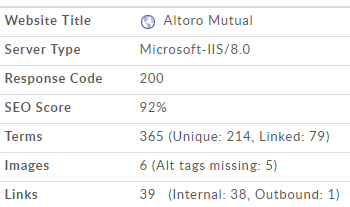 Website Title Altoro Mutual
Server Type Microsoft-IIS/8.0
Response Code 200
SEO Score 92%
Terms 365 (Unique: 214, Linked: 79)
Images 6 (Alt tags missing: 5)
Links 39 (Internal: 38, Outbound: 1)